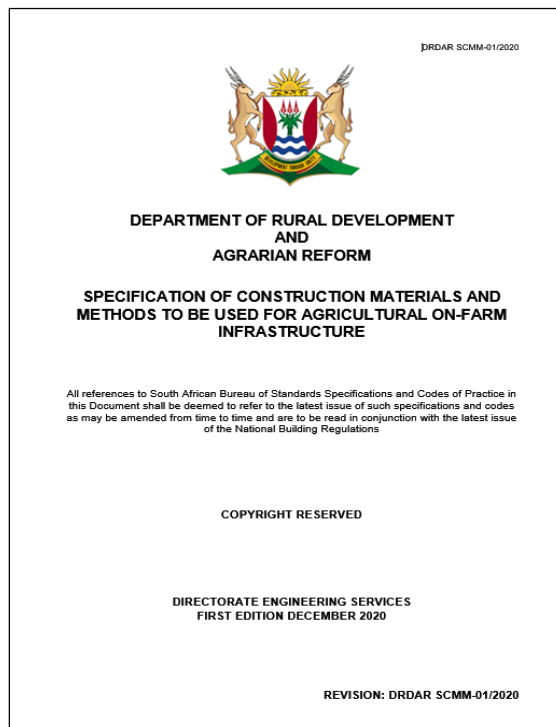 DRDAR SCMM-01/2020
DEVELOPMENT THROUGH UNITY
DEPARTMENT OF RURAL DEVELOPMENT
AND
AGRARIAN REFORM
SPECIFICATION OF CONSTRUCTION MATERIALS AND
METHODS TO BE USED FOR AGRICULTURAL ON-FARM
INFRASTRUCTURE
All references to South African Bureau of Standards Specifications and Codes of Practice in
this Document shall be deemed to refer to the latest issue of such specifications and codes
as may be amended from time to time and are to be read in conjunction with the latest issue
of the National Building Regulations
COPYRIGHT RESERVED
DIRECTORATE ENGINEERING SERVICES
FIRST EDITION DECEMBER 2020
REVISION: DRDAR SCMM-01/2020